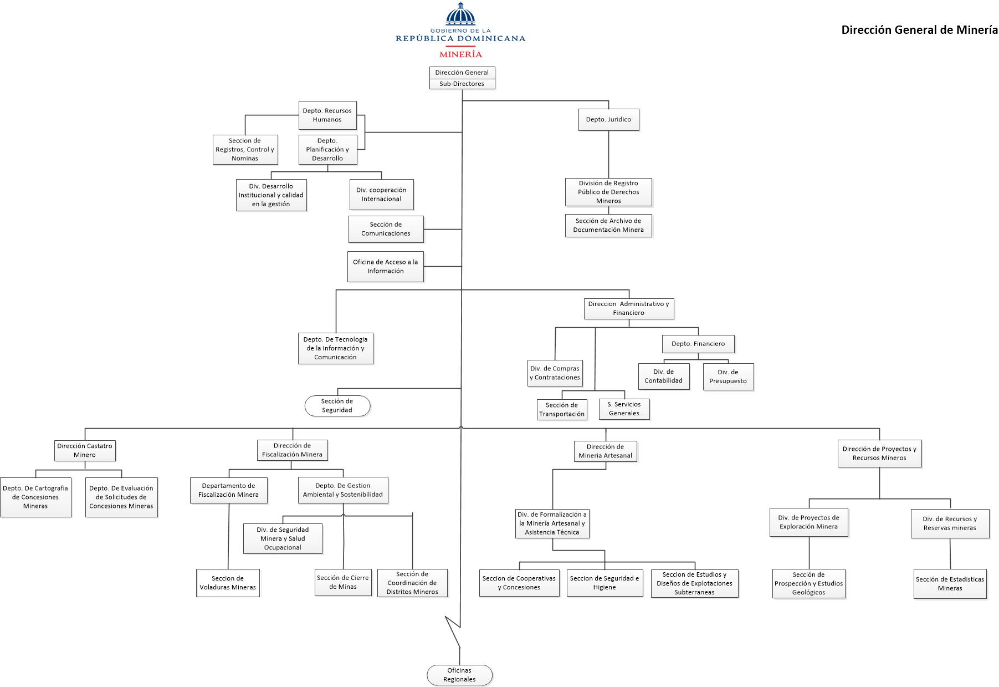 GOBIERNO DE LA
REPÚBLICA DOMINICANA
MINERÍA
Dirección General de Minería
Dirección General
Sub-Directores
Depto. Recursos
Humanos
Depto. Juridico
Seccion de
Registros, Control y
Nominas
Depto.
Planificación y
Desarrollo
Div. Desarrollo
Institucional y calidad
en la gestión
Div. cooperación
Internacional
División de Registro
Público de Derechos
Mineros
Sección de Archivo de
Documentación Minera
Sección de
Comunicaciones
Oficina de Acceso a la
Información
Direccion  Administrativo y
Financiero
Depto. De Tecnologia
de la Información y
Comunicación
Depto. Financiero
Div. de Compras
y Contrataciones
Div. de
Contabilidad
Div. de
Presupuesto
Sección de
Transportación
S. Servicios
Generales
Sección de
Seguridad
Dirección Castatro
Minero
Dirección de
Fiscalización Minera
Dirección de
Mineria Artesanal
Dirección de Proyectos y
Recursos Mineros
Depto. De Cartografia
de Concesiones
Mineras
Depto. De Evaluación
de Solicitudes de
Concesiones Mineras
Departamento de
Fiscalización Minera
Depto. De Gestion
Ambiental y Sostenibilidad
Div. de Formalización a
la Minería Artesanal y
Asistencia Técnica
Div. de Proyectos de
Exploración Minera
Div. de Recursos y
Reservas mineras
Div. de Seguridad
Minera y Salud
Ocupacional
Seccion de
Voladuras Mineras
Sección de Cierre
de Minas
Sección de
Coordinación de
Distritos Mineros
Seccion de Cooperativas
y Concesiones
Seccion de Seguridad e
Higiene
Seccion de Estudios y
Diseños de Explotaciones
Subterraneas
Sección de
Prospección y Estudios
Geológicos
Sección de Estadisticas
Mineras
Oficinas
Regionales